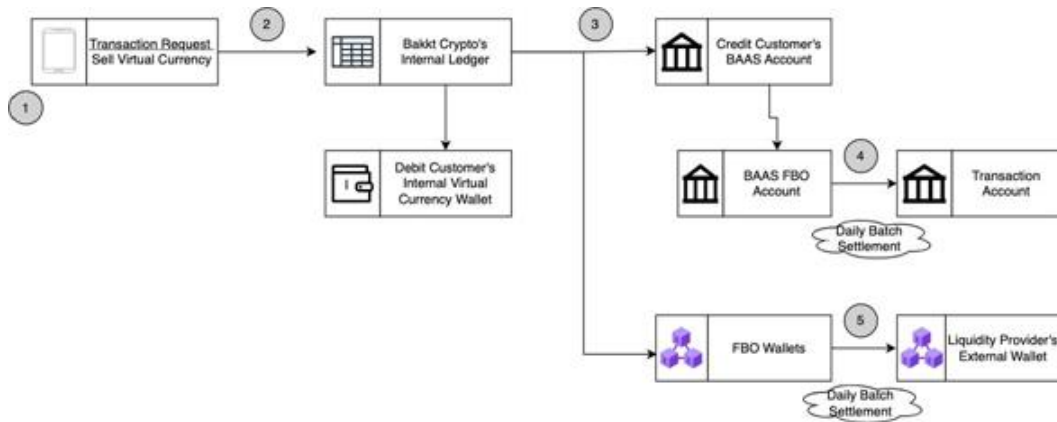 2
3
Transaction Request
Sell Virtual Currency
Bakkt Crypto's
Internal Ledger
Credit Customer's
BAAS Account
1
4
Debit Customer's
Internal Virtual
Currency Wallet
BAAS FBO
Account
Transaction
Account
Daily Batch
Settlement
5
FBO Wallets
Liquidity Provider's
External Wallet
Daily Batch
Settlement